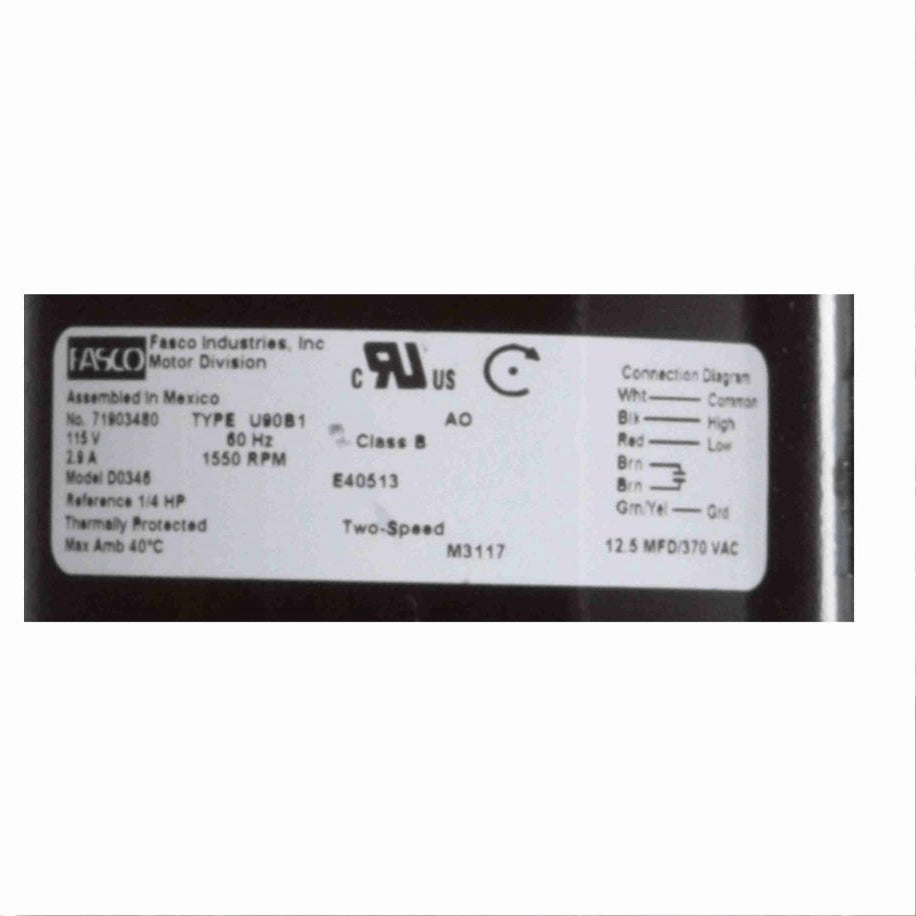 FASCO
Fasco Industries, Inc
Motor Division
C RU US
Assembled In Mexico
No. 71903480 TYPE U90B1 AO
115 V 60 Hz Class B
2.9 A 1550 RPM
Model D0346 E40513
Reference 1/4 HP
Thermally Protected Two-Speed
Max Amb 40°C M3117
Connection Diagram
Wht Common
Blk High
Red Low
Brn
Brn
Grn/Yel Grd
12.5 MFD/370 VAC